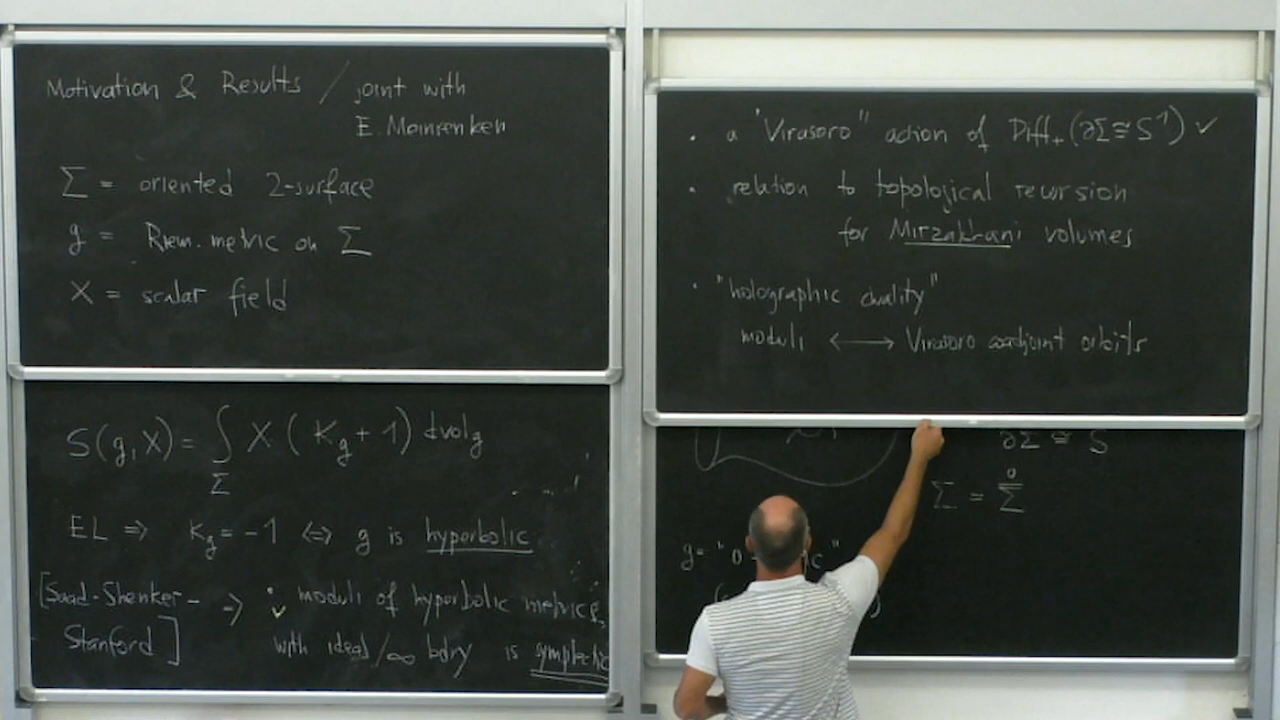 Motivation & Results / joint with
E. Meinrenken
Σ = oriented 2-surface
g = Riem. metric on Σ
X = scalar field
S(g,X) = ∫_Σ X (K_g + 1) dvol_g
EL ⇒ K_g = -1 ⇔ g is hyperbolic
[Saad-Shenker-Stanford] ⇒ • moduli of hyperbolic metrics,
✓
with ideal/∞ bdry is symplectic
• a "Virasoro" action of Diff₊(∂Σ ≅ S¹) ✓
• relation to topological recursion
for Mirzakhani volumes
• "holographic duality"
moduli ⟷ Virasoro coadjoint orbits
∂Σ ≅ S
Σ = Σ̊
g = "